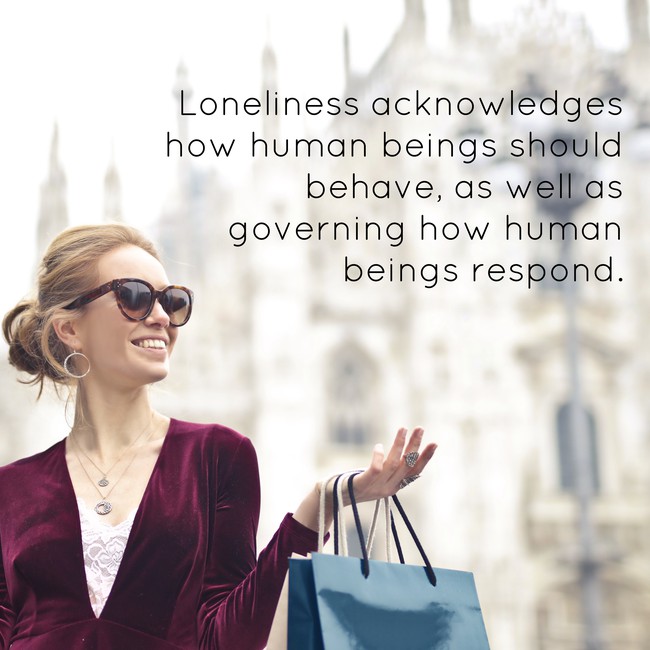 Loneliness acknowledges
how human beings should
behave, as well as
governing how human
beings respond.